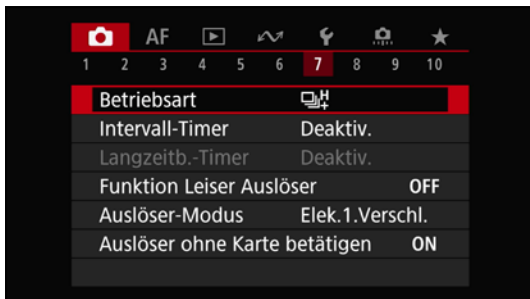 AF
1 2 3 4 5 6 7 8 9 10
Betriebsart H+
Intervall-Timer Deaktiv.
Langzeitb.-Timer Deaktiv.
Funktion Leiser Auslöser OFF
Auslöser-Modus Elek.1.Verschl.
Auslöser ohne Karte betätigen ON